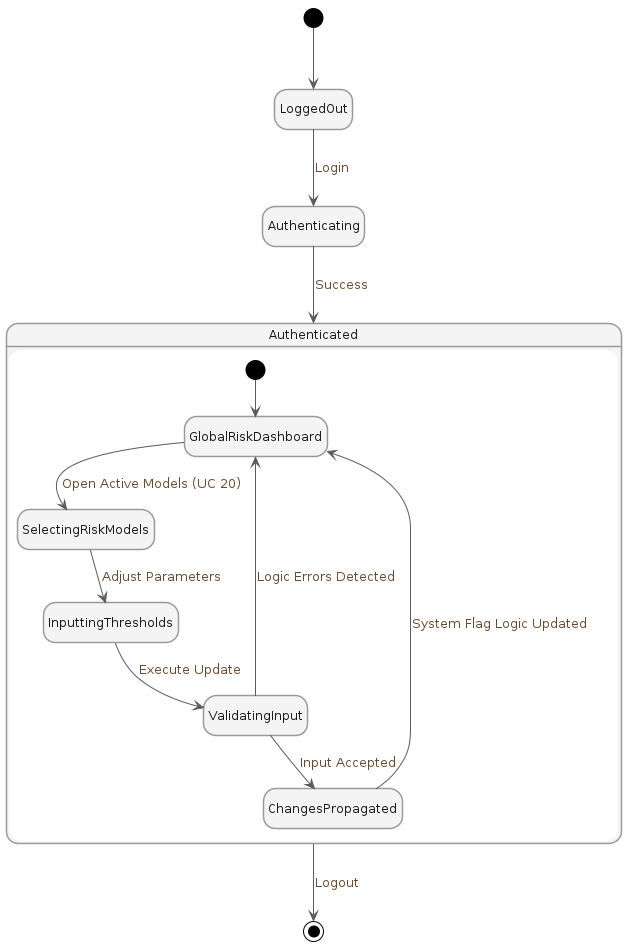 LoggedOut
Login
Authenticating
Success
Authenticated
GlobalRiskDashboard
Open Active Models (UC 20)
SelectingRiskModels
Adjust Parameters
Logic Errors Detected
InputtingThresholds
System Flag Logic Updated
Execute Update
ValidatingInput
Input Accepted
ChangesPropagated
Logout